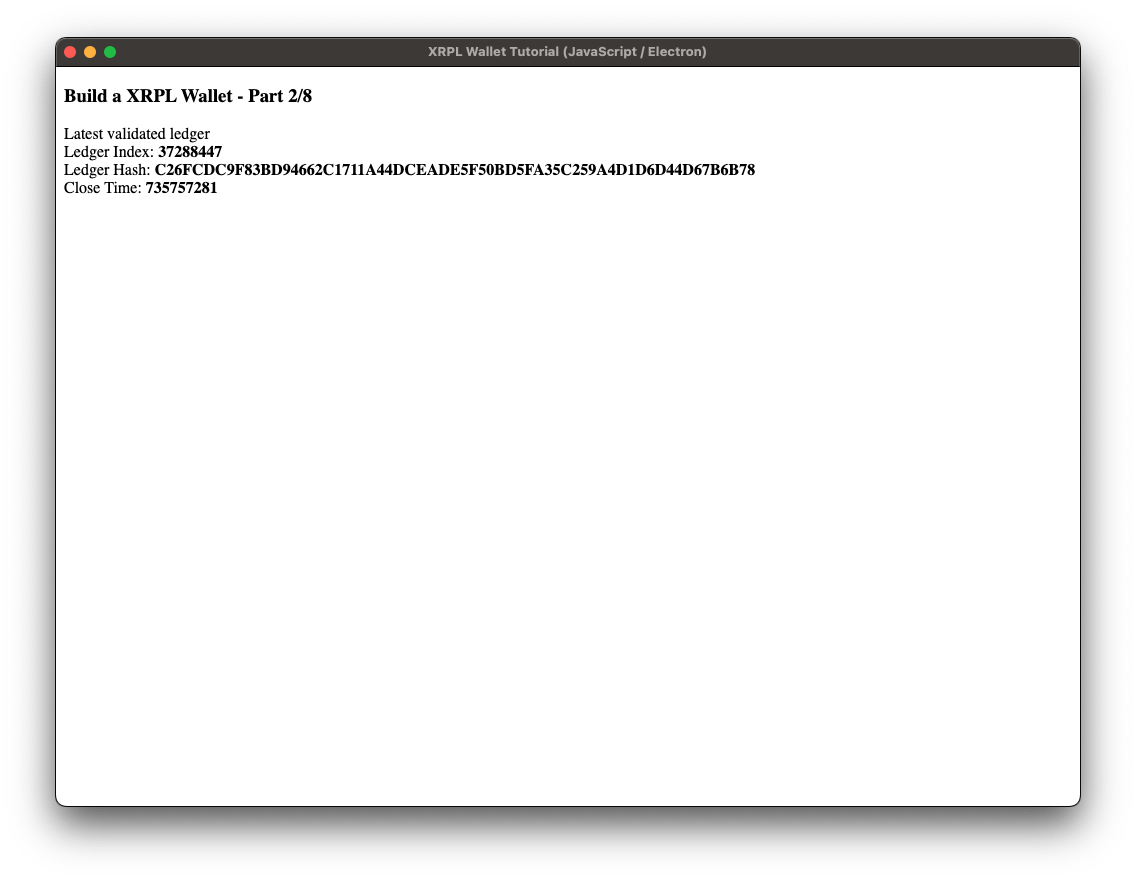 XRPL Wallet Tutorial (JavaScript / Electron)
Build a XRPL Wallet - Part 2/8
Latest validated ledger
Ledger Index: 37288447
Ledger Hash: C26FCDC9F83BD94662C1711A44DCEADE5F50BD5FA35C259A4D1D6D44D67B6B78
Close Time: 735757281